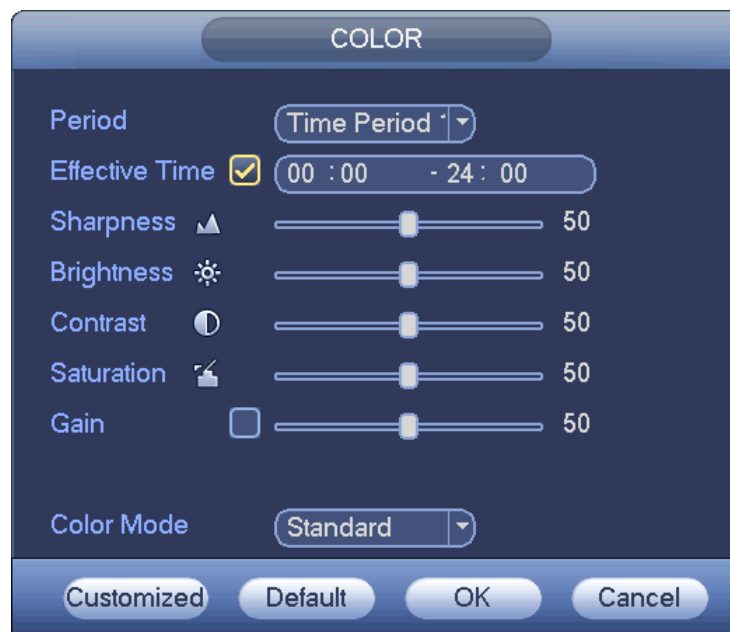 COLOR
Period Time Period 1
Effective Time 00 : 00 - 24 : 00
Sharpness 50
Brightness 50
Contrast 50
Saturation 50
Gain 50
Color Mode Standard
Customized Default OK Cancel